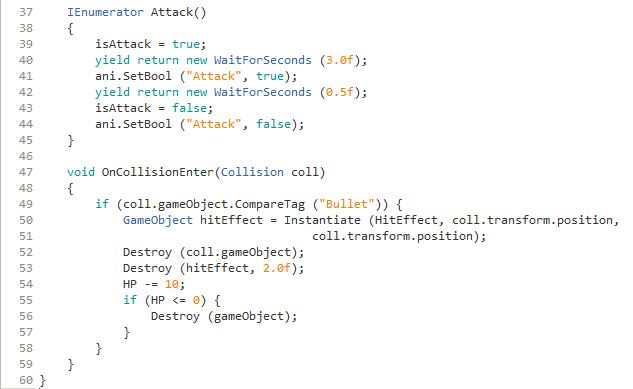 37 IEnumerator Attack()
38 {
39 isAttack = true;
40 yield return new WaitForSeconds (3.0f);
41 ani.SetBool ("Attack", true);
42 yield return new WaitForSeconds (0.5f);
43 isAttack = false;
44 ani.SetBool ("Attack", false);
45 }
46
47 void OnCollisionEnter(Collision coll)
48 {
49 if (coll.gameObject.CompareTag ("Bullet")) {
50 GameObject hitEffect = Instantiate (HitEffect, coll.transform.position,
51 coll.transform.position);
52 Destroy (coll.gameObject);
53 Destroy (hitEffect, 2.0f);
54 HP -= 10;
55 if (HP <= 0) {
56 Destroy (gameObject);
57 }
58 }
59 }
60 }